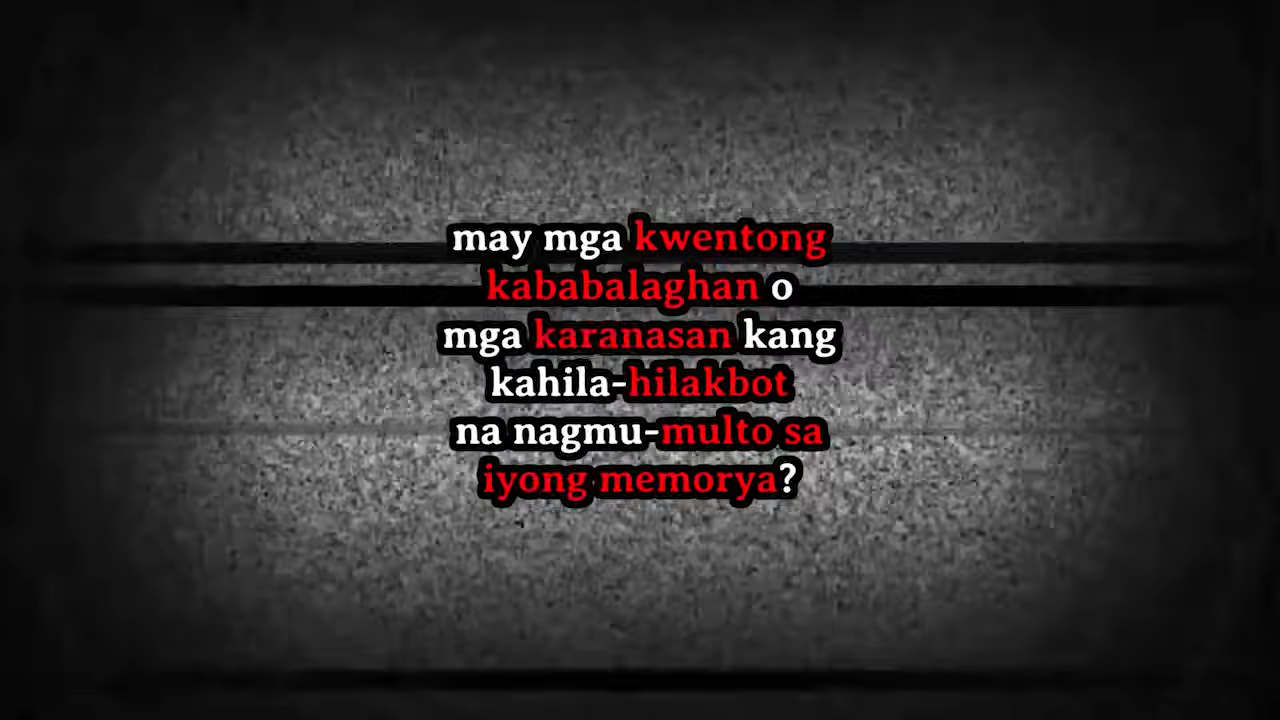 may mga kwentong
kababalaghan o
mga karanasan kang
kahila-hilakbot
na nagmu-multo sa
iyong memorya?